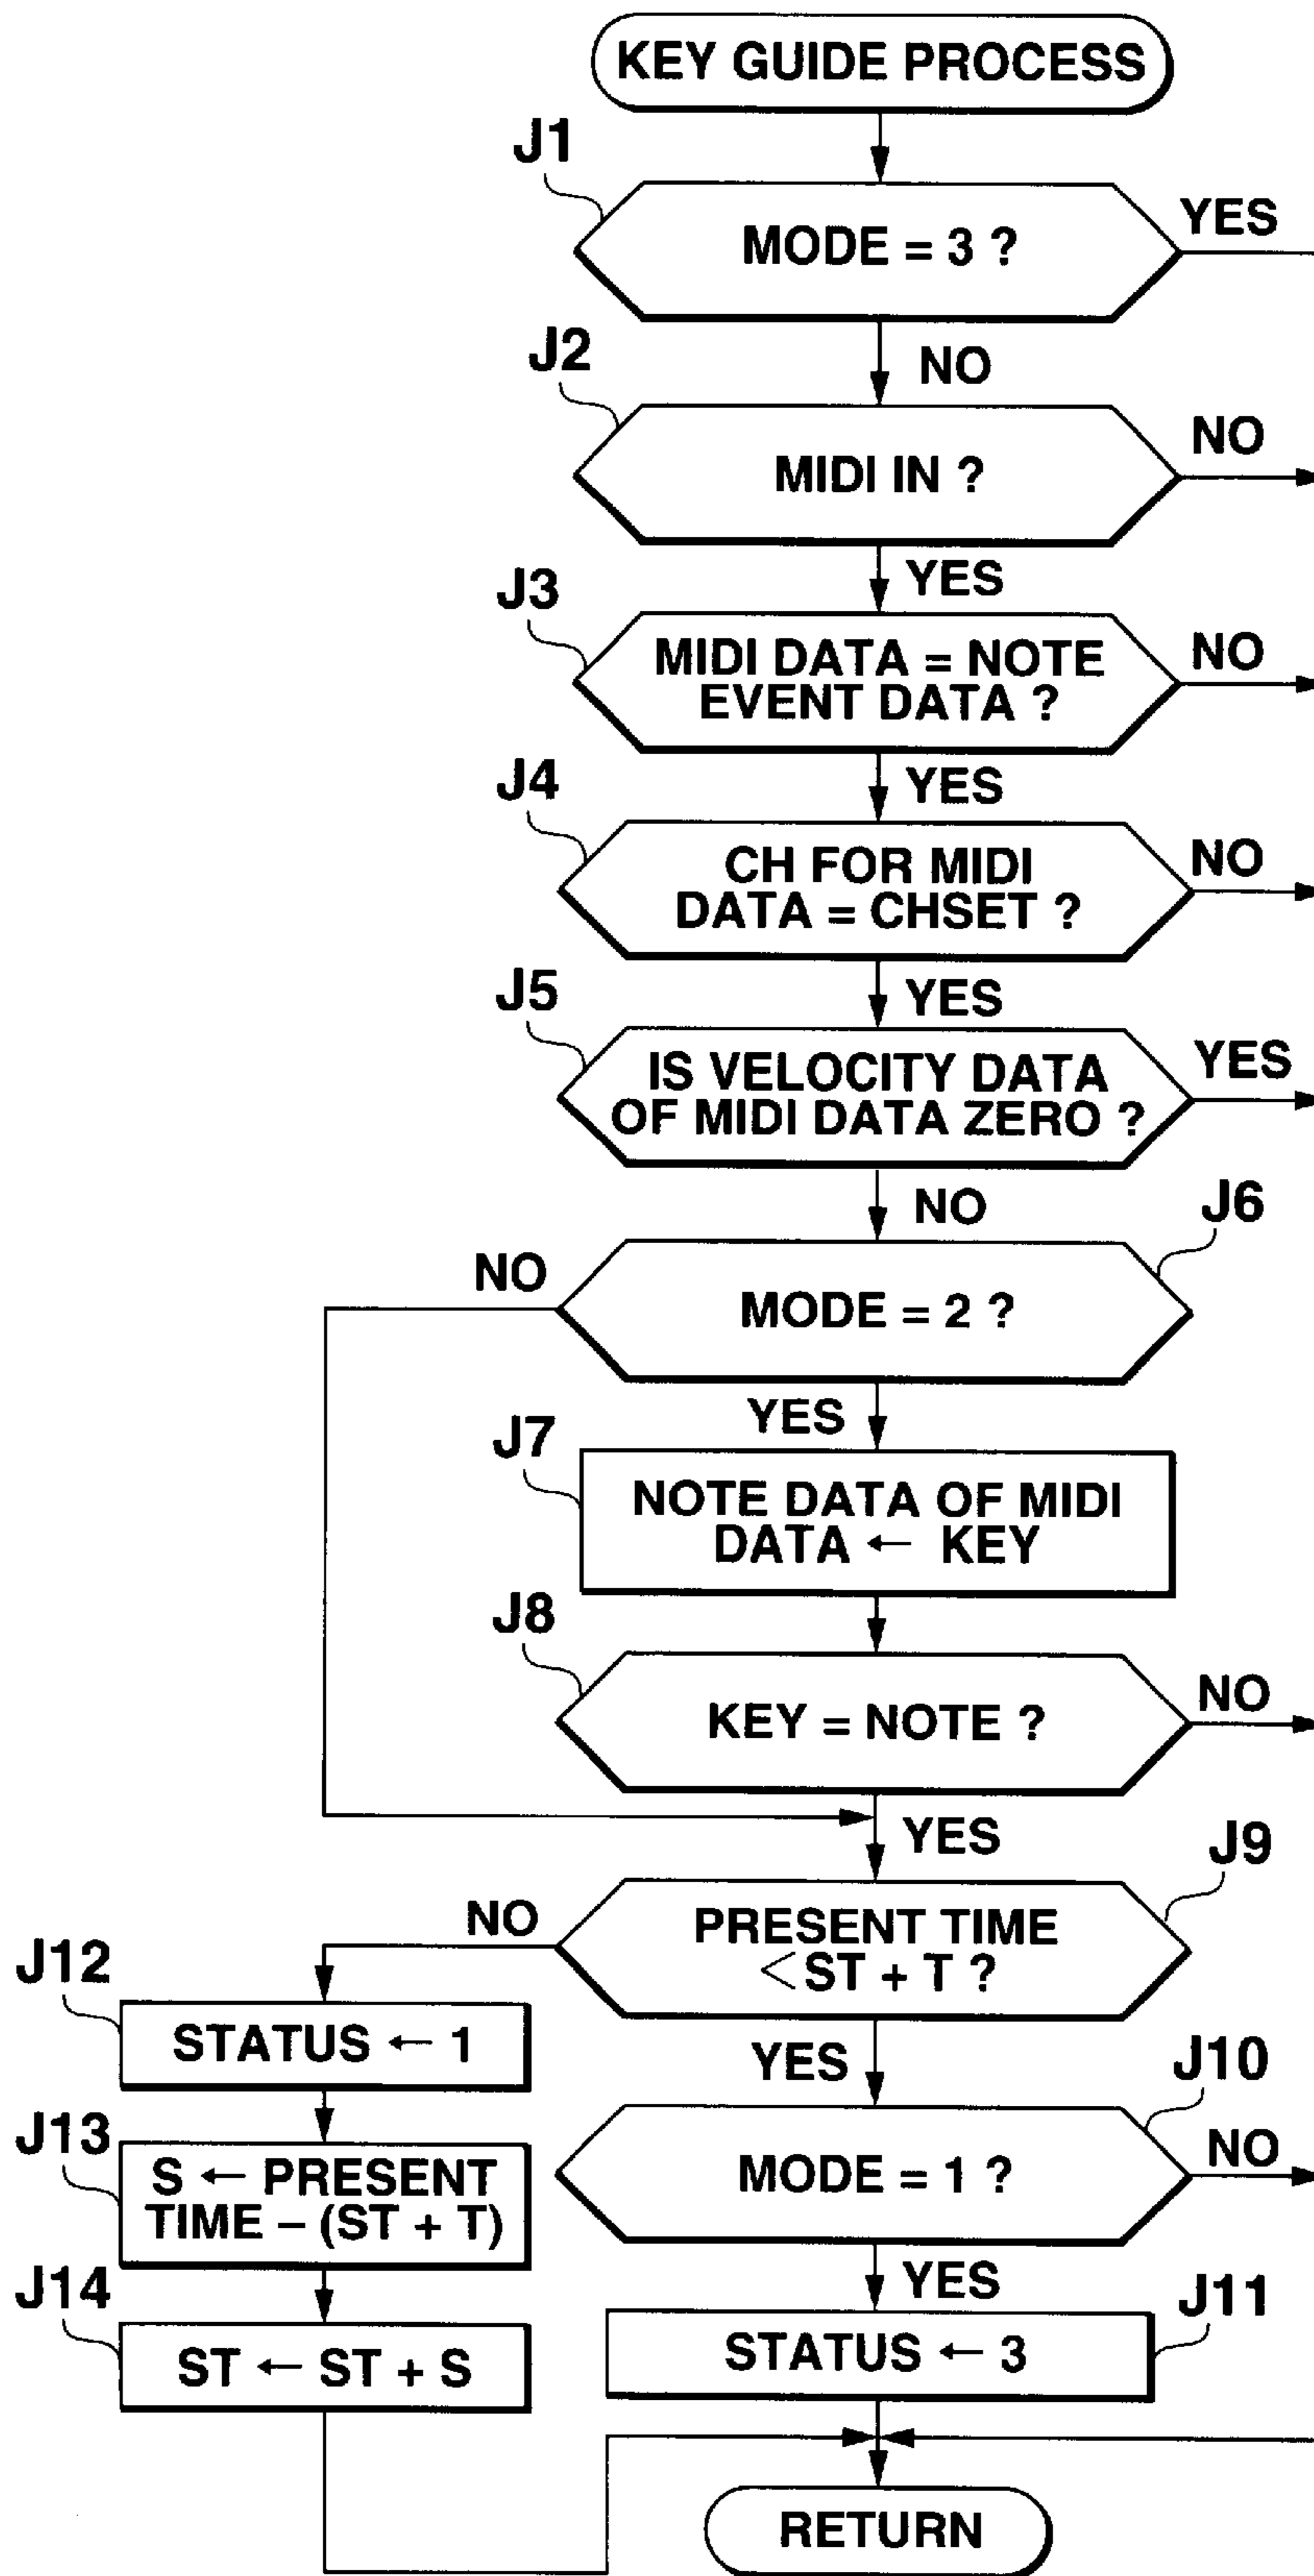 KEY GUIDE PROCESS
J1
MODE = 3 ?
YES
NO
J2
MIDI IN ?
NO
YES
J3
MIDI DATA = NOTE
EVENT DATA ?
NO
YES
J4
CH FOR MIDI
DATA = CHSET ?
NO
YES
J5
IS VELOCITY DATA
OF MIDI DATA ZERO ?
YES
NO
J6
NO
MODE = 2 ?
YES
J7
NOTE DATA OF MIDI
DATA ← KEY
J8
KEY = NOTE ?
NO
YES
J9
NO
PRESENT TIME
< ST + T ?
J12
STATUS ← 1
YES
J10
J13
S ← PRESENT
TIME – (ST + T)
MODE = 1 ?
NO
J14
ST ← ST + S
YES
J11
STATUS ← 3
RETURN